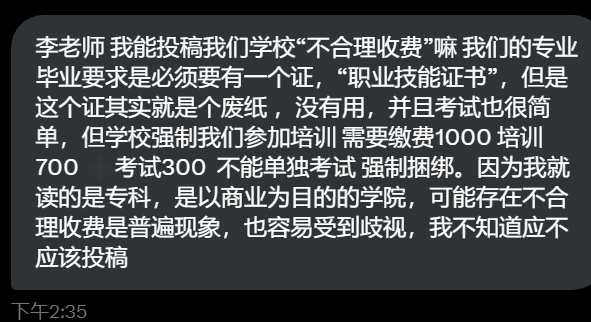 李老师 我能投稿我们学校“不合理收费”嘛 我们的专业
毕业要求是必须要有一个证，“职业技能证书”，但是
这个证其实就是个废纸 ，没有用，并且考试也很简
单，但学校强制我们参加培训 需要缴费1000 培训
700 ➕ 考试300 不能单独考试 强制捆绑。因为我就
读的是专科，是以商业为目的的学院，可能存在不合
理收费是普遍现象，也容易受到歧视，我不知道应不
应该投稿
下午2:35